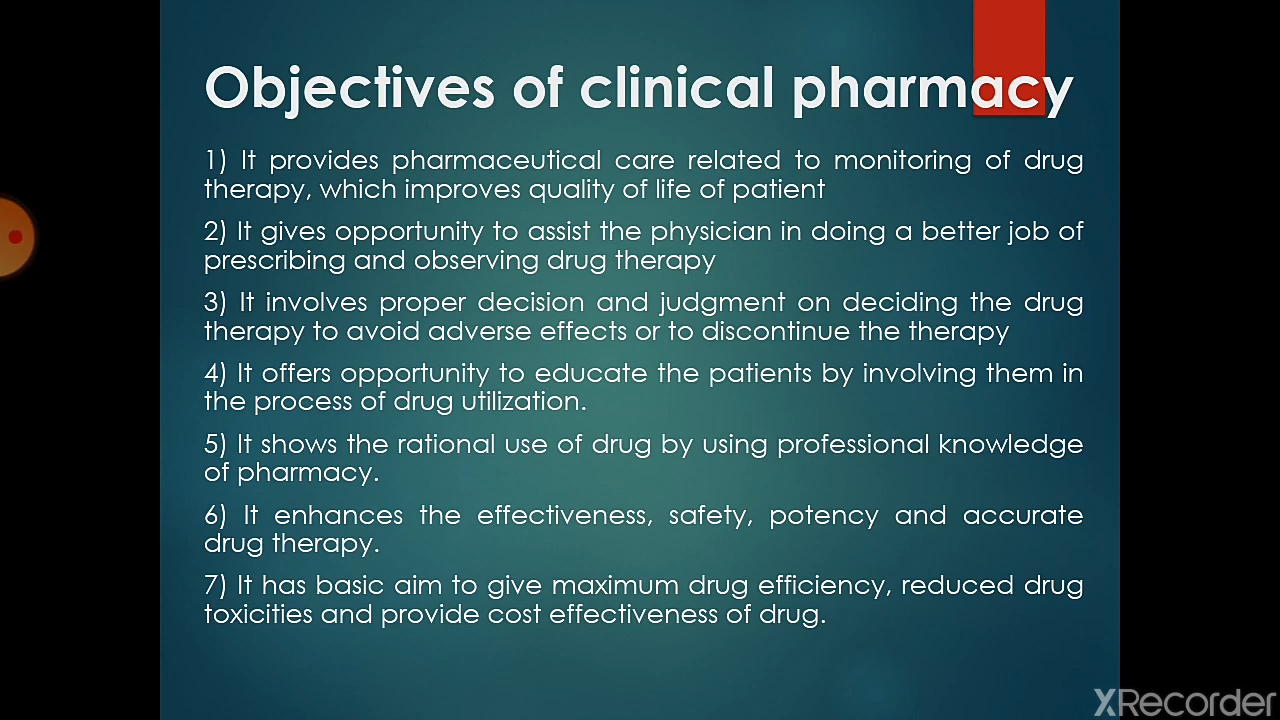 Objectives of clinical pharmacy
1) It provides pharmaceutical care related to monitoring of drug
therapy, which improves quality of life of patient
2) It gives opportunity to assist the physician in doing a better job of
prescribing and observing drug therapy
3) It involves proper decision and judgment on deciding the drug
therapy to avoid adverse effects or to discontinue the therapy
4) It offers opportunity to educate the patients by involving them in
the process of drug utilization.
5) It shows the rational use of drug by using professional knowledge
of pharmacy.
6) It enhances the effectiveness, safety, potency and accurate
drug therapy.
7) It has basic aim to give maximum drug efficiency, reduced drug
toxicities and provide cost effectiveness of drug.
XRecorder